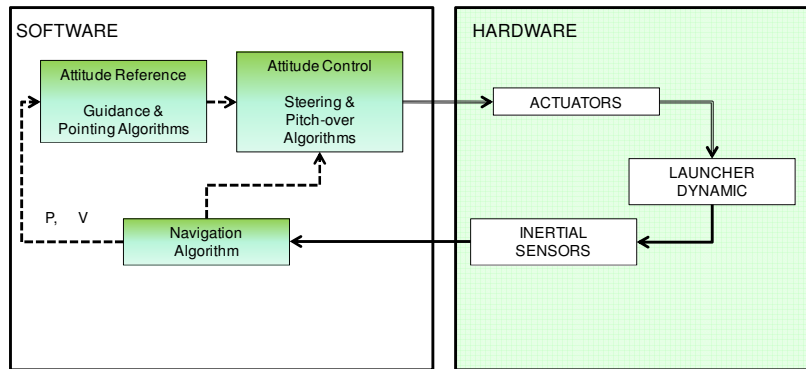 SOFTWARE
Attitude Reference
Guidance &
Pointing Algorithms
Attitude Control
Steering &
Pitch-over
Algorithms
P, V
Navigation
Algorithm
HARDWARE
ACTUATORS
LAUNCHER
DYNAMIC
INERTIAL
SENSORS